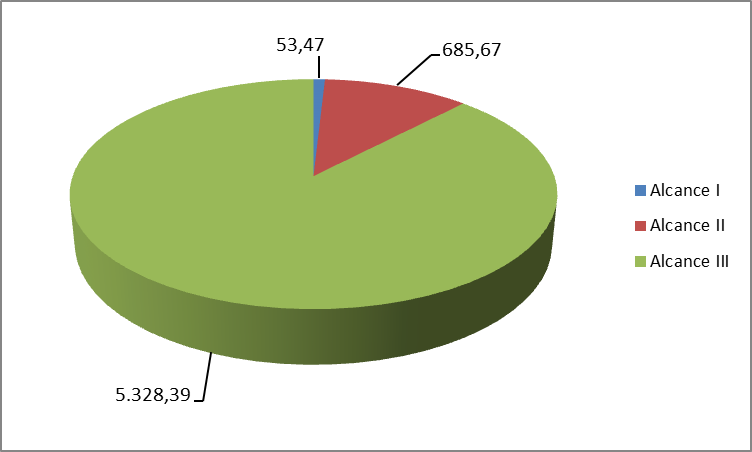 53,47
685,67
Alcance I
Alcance II
Alcance III
5.328,39